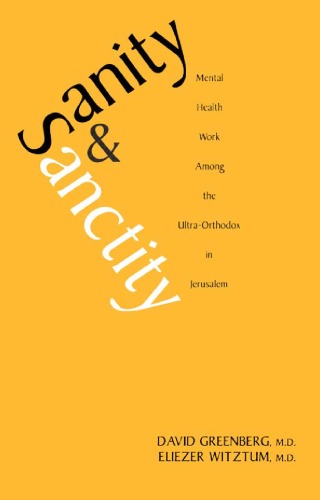 Sanity
&
Sanctity
Mental
Health
Work
Among
the
Ultra-Orthodox
in
Jerusalem
DAVID GREENBERG, M.D.
ELIEZER WITZTUM, M.D.